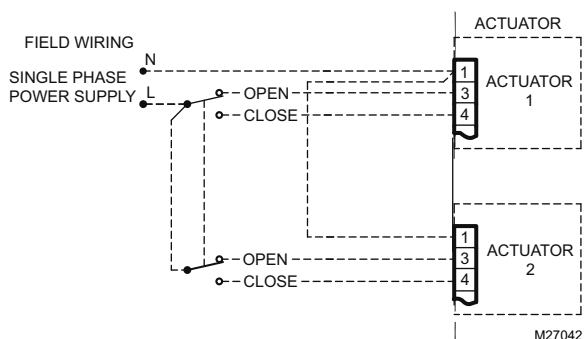 ACTUATOR
FIELD WIRING
N
SINGLE PHASE
POWER SUPPLY
L
OPEN
CLOSE
1
3
4
ACTUATOR
1
OPEN
CLOSE
1
3
4
ACTUATOR
2
M27042